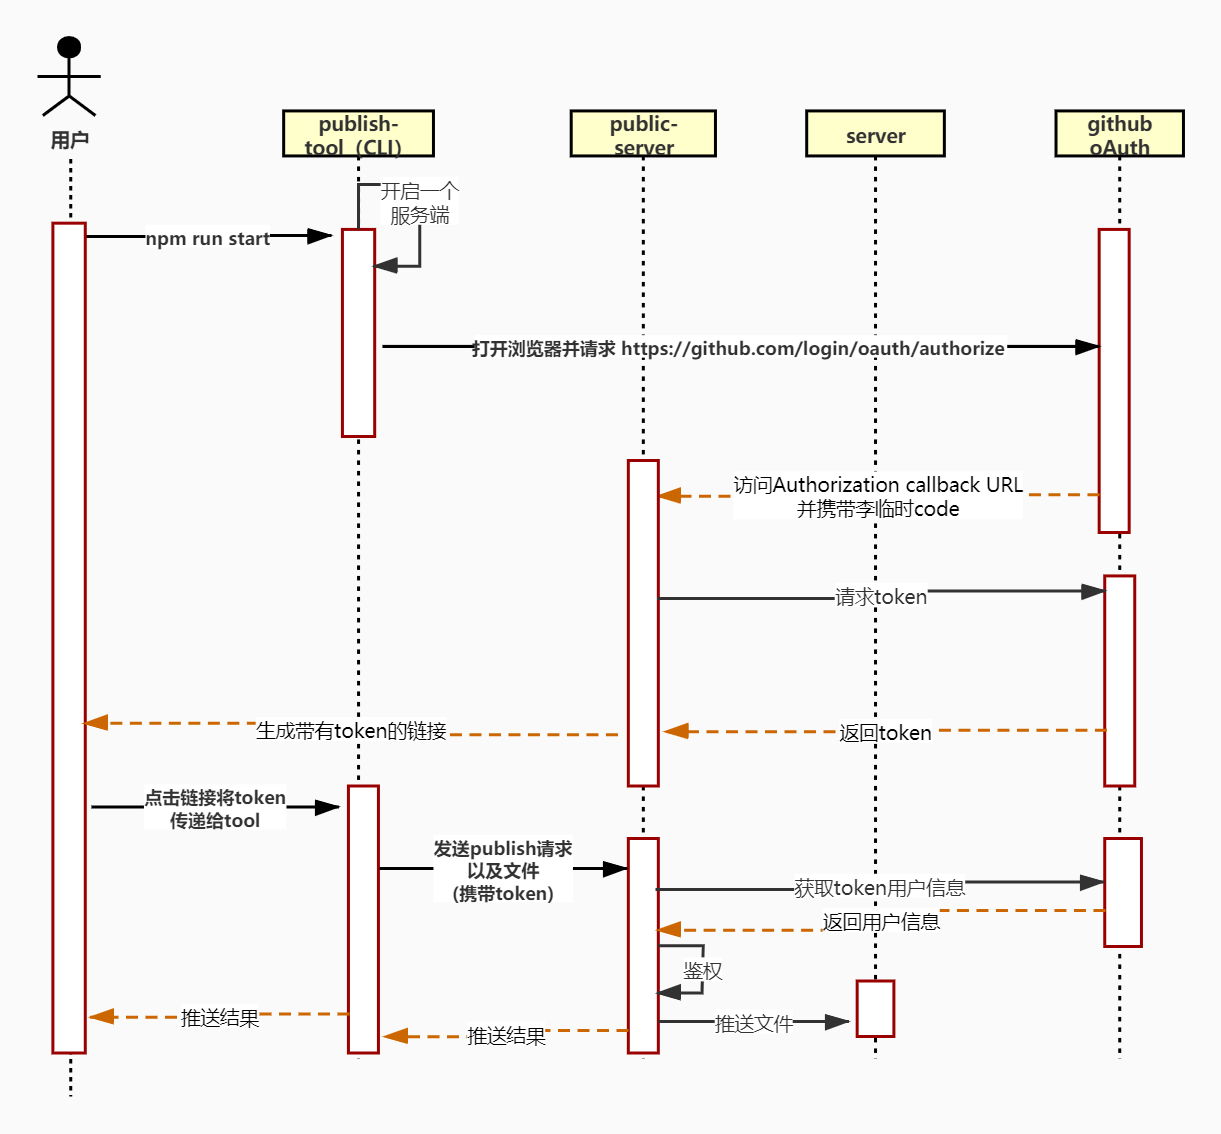 用户
publish-
tool（CLI）
public-
server
server
github
oAuth
开启一个
服务端
npm run start
打开浏览器并请求 https://github.com/login/oauth/authorize
访问Authorization callback URL
并携带李临时code
请求token
生成带有token的链接
返回token
点击链接将token
传递给tool
发送publish请求
以及文件
（携带token）
获取token用户信息
返回用户信息
鉴权
推送结果
推送结果
推送文件